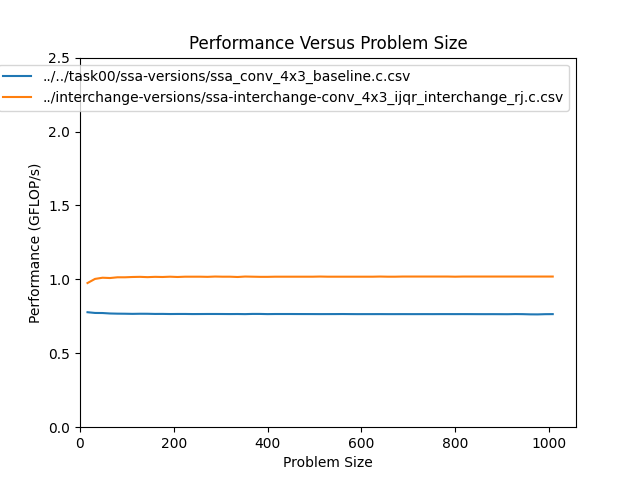 Performance Versus Problem Size
../../task00/ssa-versions/ssa_conv_4x3_baseline.c.csv
../interchange-versions/ssa-interchange-conv_4x3_ijqr_interchange_rj.c.csv
Performance (GFLOP/s)
2.5
2.0
1.5
1.0
0.5
0.0
0 200 400 600 800 1000
Problem Size